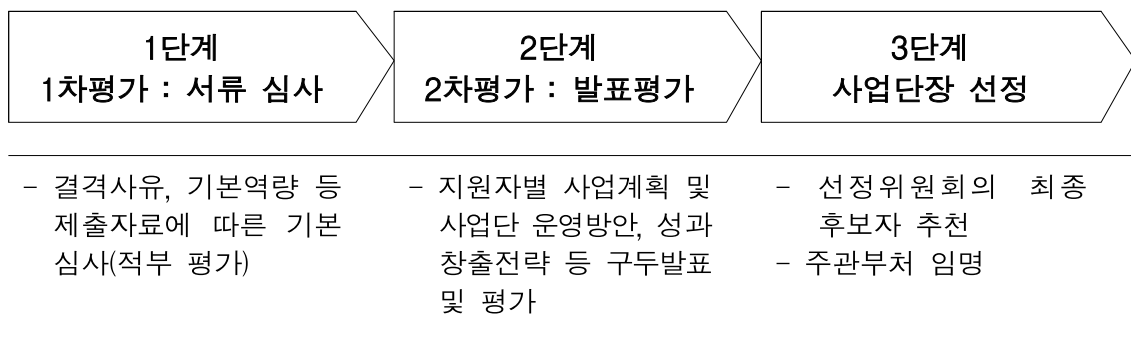 1단계
1차평가 : 서류 심사
2단계
2차평가 : 발표평가
3단계
사업단장 선정
- 결격사유, 기본역량 등
제출자료에 따른 기본
심사(적부 평가)
- 지원자별 사업계획 및
사업단 운영방안, 성과
창출전략 등 구두발표
및 평가
- 선정위원회의 최종
후보자 추천
- 주관부처 임명